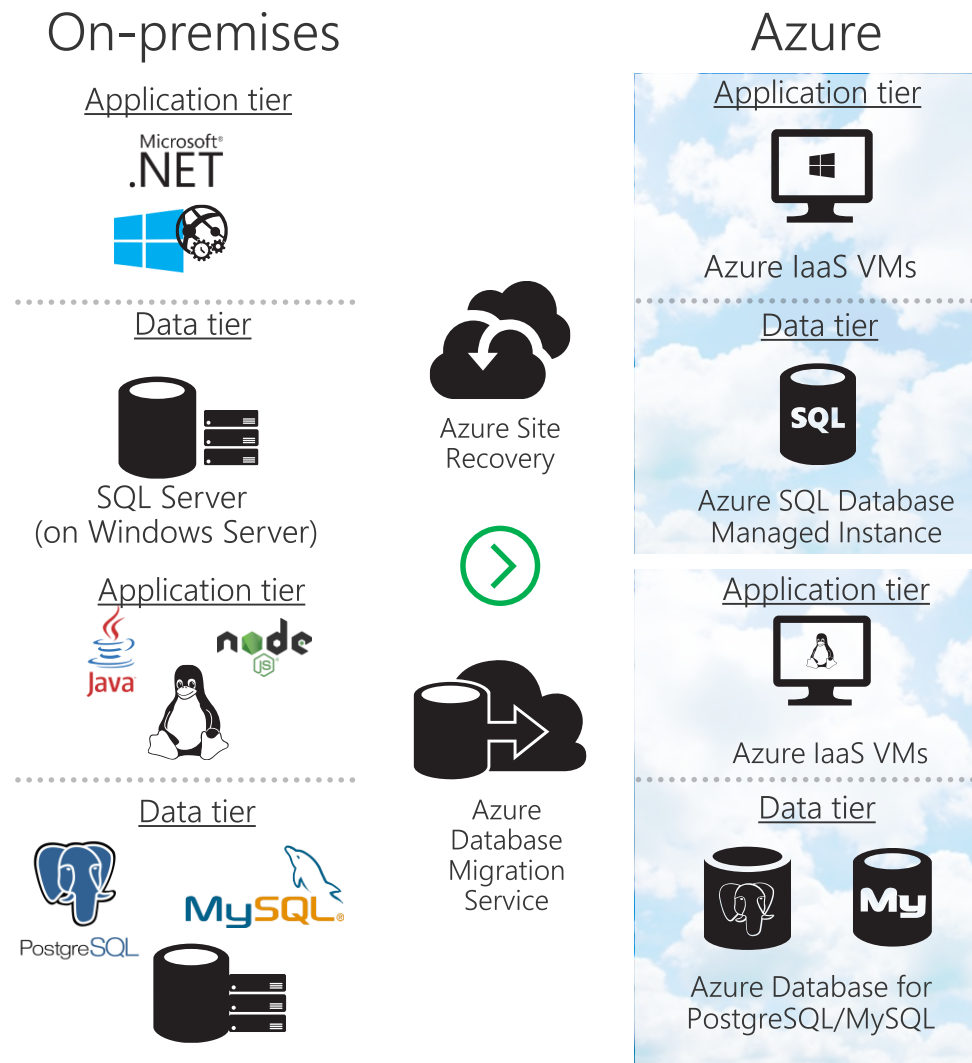 On-premises
Application tier
Microsoft®
.NET
Data tier
SQL Server
(on Windows Server)
Application tier
Java
node
JS
Data tier
PostgreSQL
MySQL®
Azure Site
Recovery
Azure
Database
Migration
Service
Azure
Application tier
Azure IaaS VMs
Data tier
SQL
Azure SQL Database
Managed Instance
Application tier
Azure IaaS VMs
Data tier
My
Azure Database for
PostgreSQL/MySQL